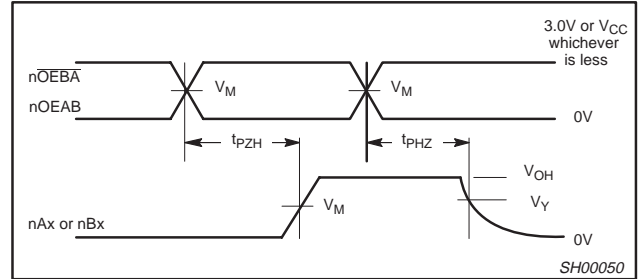 3.0V or VCC
whichever
is less
nOEBA
VM
VM
nOEAB
0V
tPZH
tPHZ
VOH
VM
VY
nAx or nBx
0V
SH00050